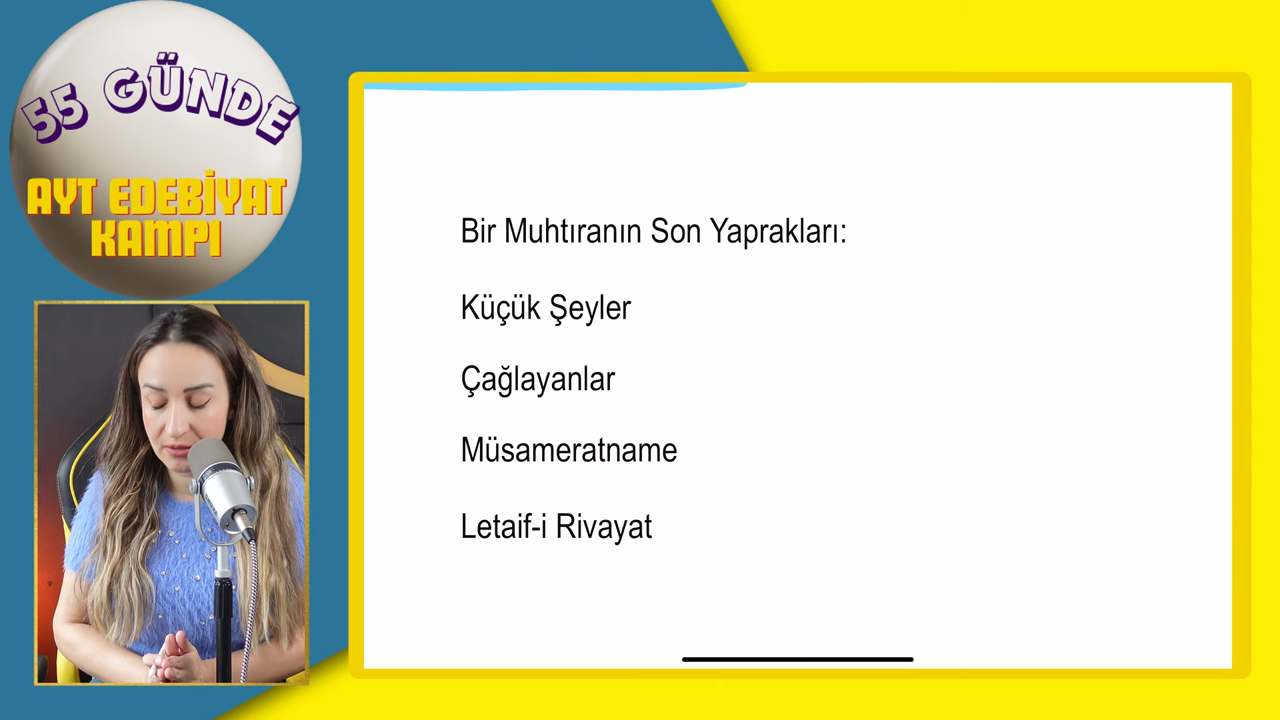 55 GÜNDE
AYT EDEBİYAT
KAMPI
Bir Muhtıranın Son Yaprakları:
Küçük Şeyler
Çağlayanlar
Müsameratname
Letaif-i Rivayat